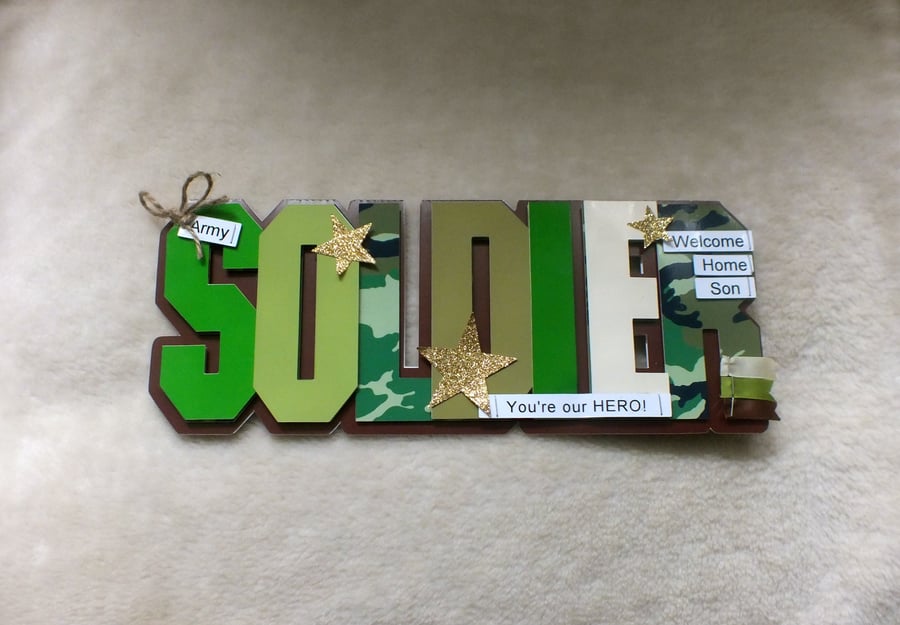 Army
SOLDIER
Welcome
Home
Son
You're our HERO!